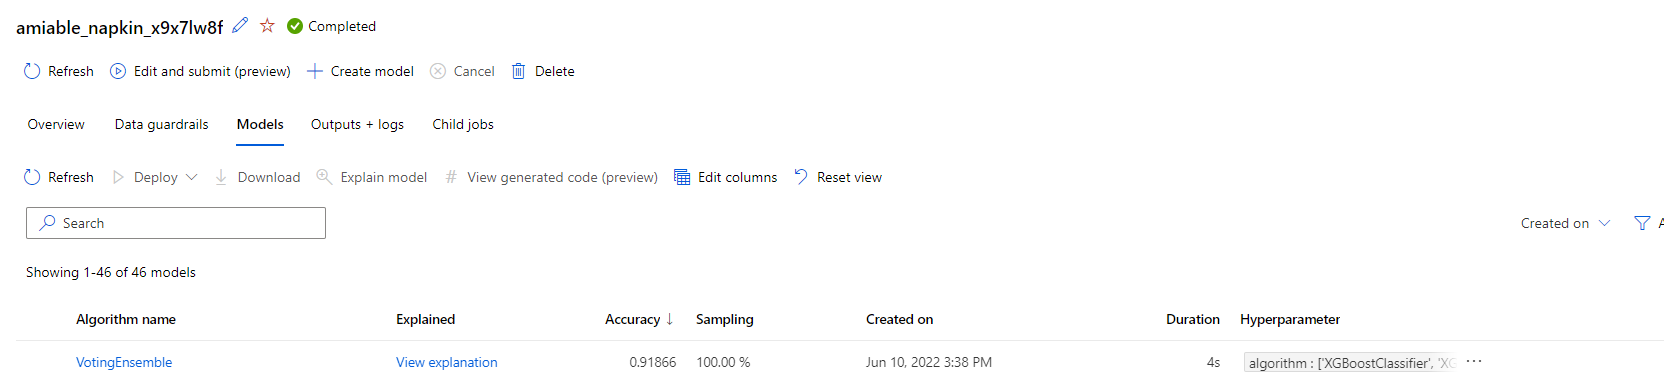 amiable_napkin_x9x7lw8f Completed
Refresh Edit and submit (preview) Create model Cancel Delete
Overview Data guardrails Models Outputs + logs Child jobs
Refresh Deploy Download Explain model # View generated code (preview) Edit columns Reset view
Search Created on
Showing 1-46 of 46 models
Algorithm name Explained Accuracy ↓ Sampling Created on Duration Hyperparameter
VotingEnsemble View explanation 0.91866 100.00 % Jun 10, 2022 3:38 PM 4s algorithm : ['XGBoostClassifier', 'XG ...